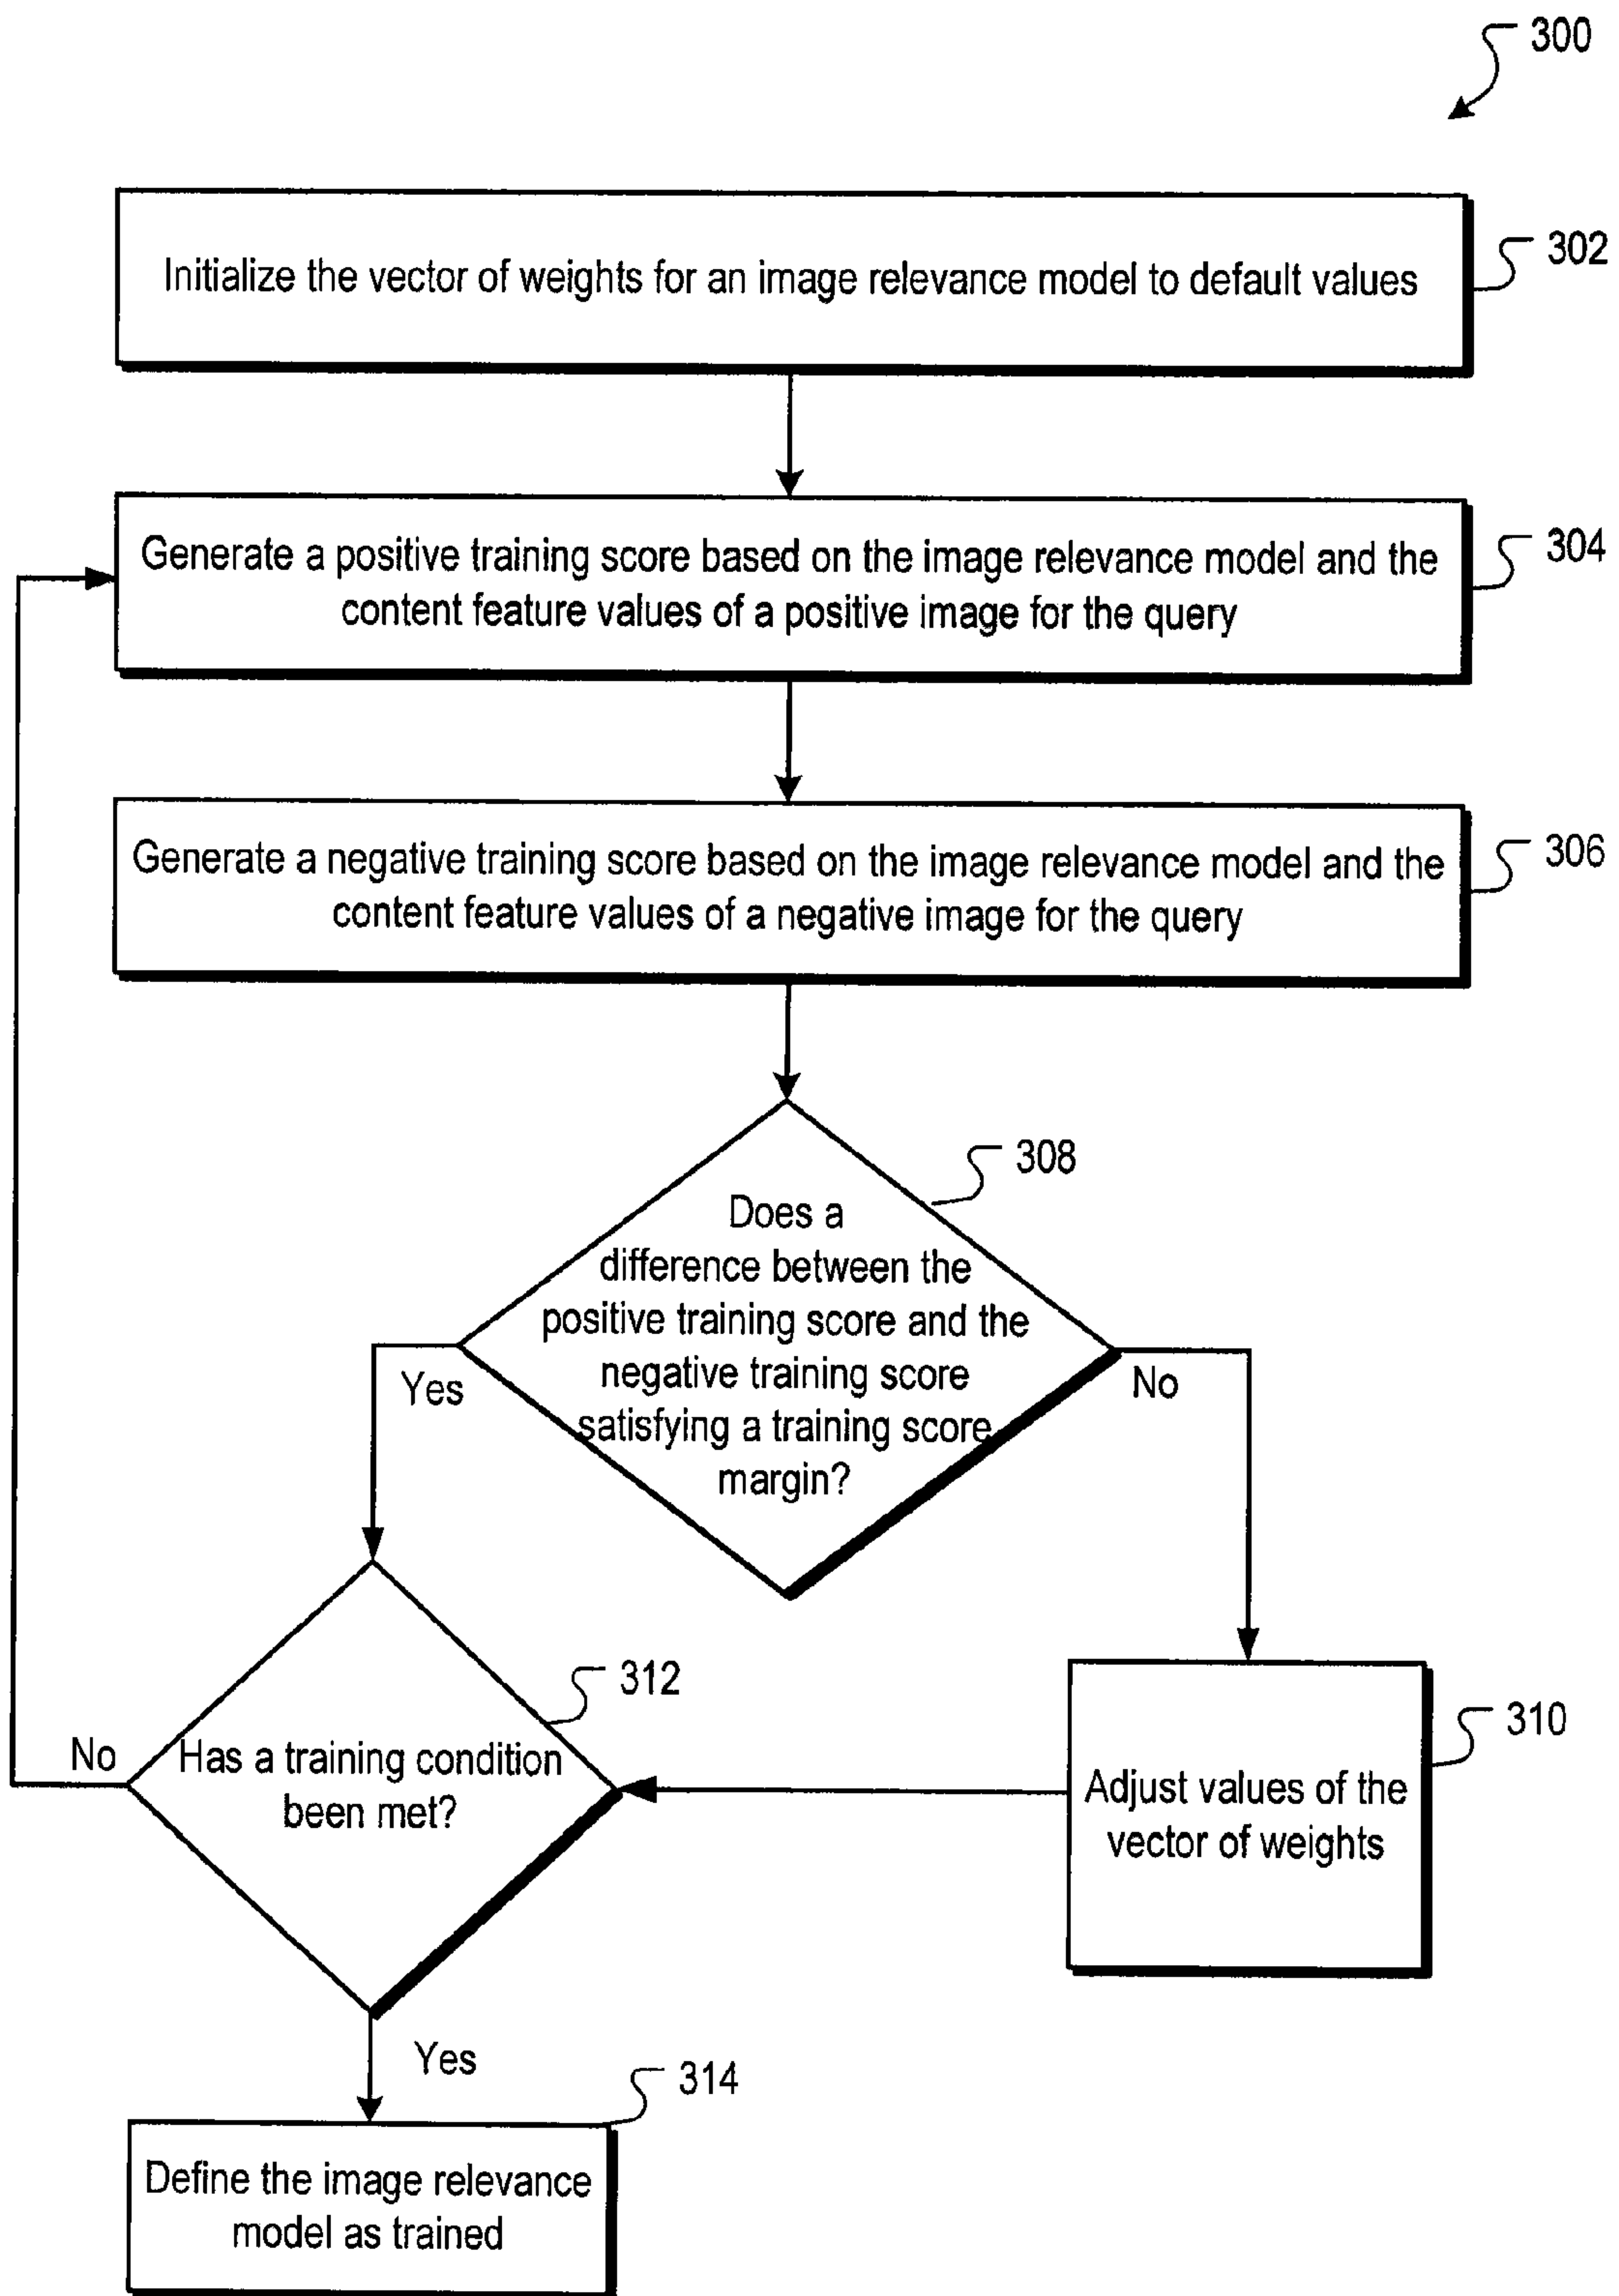 300
Initialize the vector of weights for an image relevance model to default values
302
Generate a positive training score based on the image relevance model and the
content feature values of a positive image for the query
304
Generate a negative training score based on the image relevance model and the
content feature values of a negative image for the query
306
308
Does a
difference between the
positive training score and the
negative training score
satisfying a training score
margin?
Yes
No
312
Has a training condition
been met?
No
310
Adjust values of the
vector of weights
Yes
314
Define the image relevance
model as trained